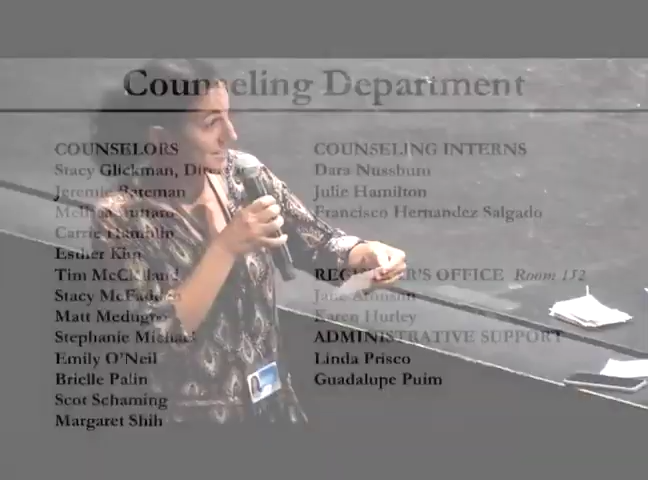 Counseling Department
COUNSELORS
Stacy Glickman, Director
Jeremie Bateman
Carrie Hamblin
Esther Kim
Tim McClelland
Stacy McFadden
Matt Medugno
Stephanie Michael
Emily O'Neil
Brielle Palin
Scot Schaming
Margaret Shih
COUNSELING INTERNS
Dara Nussbum
Julie Hamilton
Francisco Hernandez Salgado
REGISTRAR'S OFFICE Room 152
Jane Aronson
Karen Hurley
ADMINISTRATIVE SUPPORT
Linda Prisco
Guadalupe Puim